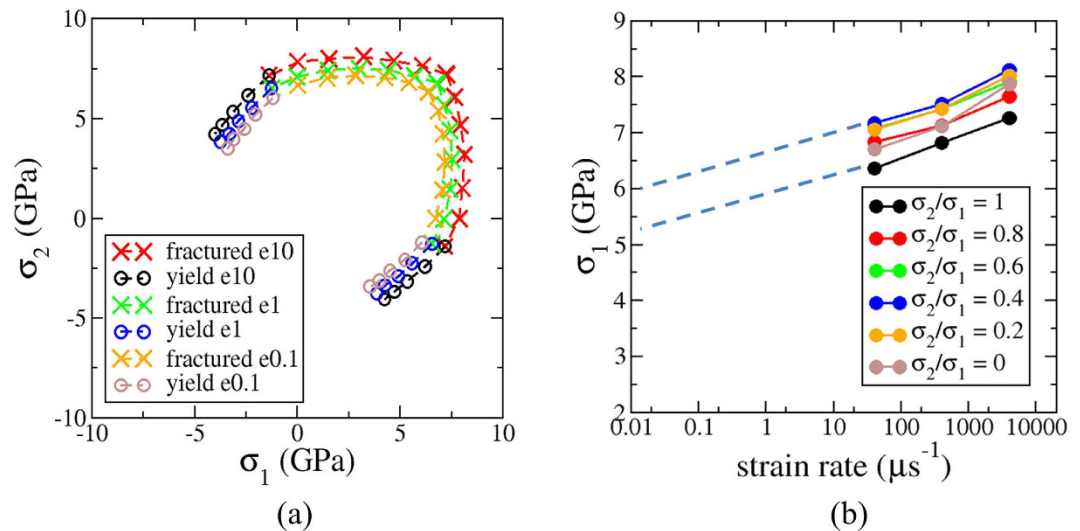 10
5
0
-5
-10
σ2 (GPa)
-10
-5
0
5
10
σ1 (GPa)
fractured e10
yield e10
fractured e1
yield e1
fractured e0.1
yield e0.1
(a)
9
8
7
6
5
4
3
2
σ1 (GPa)
0.01
0.1
1
10
100
1000
10000
strain rate (μs-1)
σ2/σ1 = 1
σ2/σ1 = 0.8
σ2/σ1 = 0.6
σ2/σ1 = 0.4
σ2/σ1 = 0.2
σ2/σ1 = 0
(b)